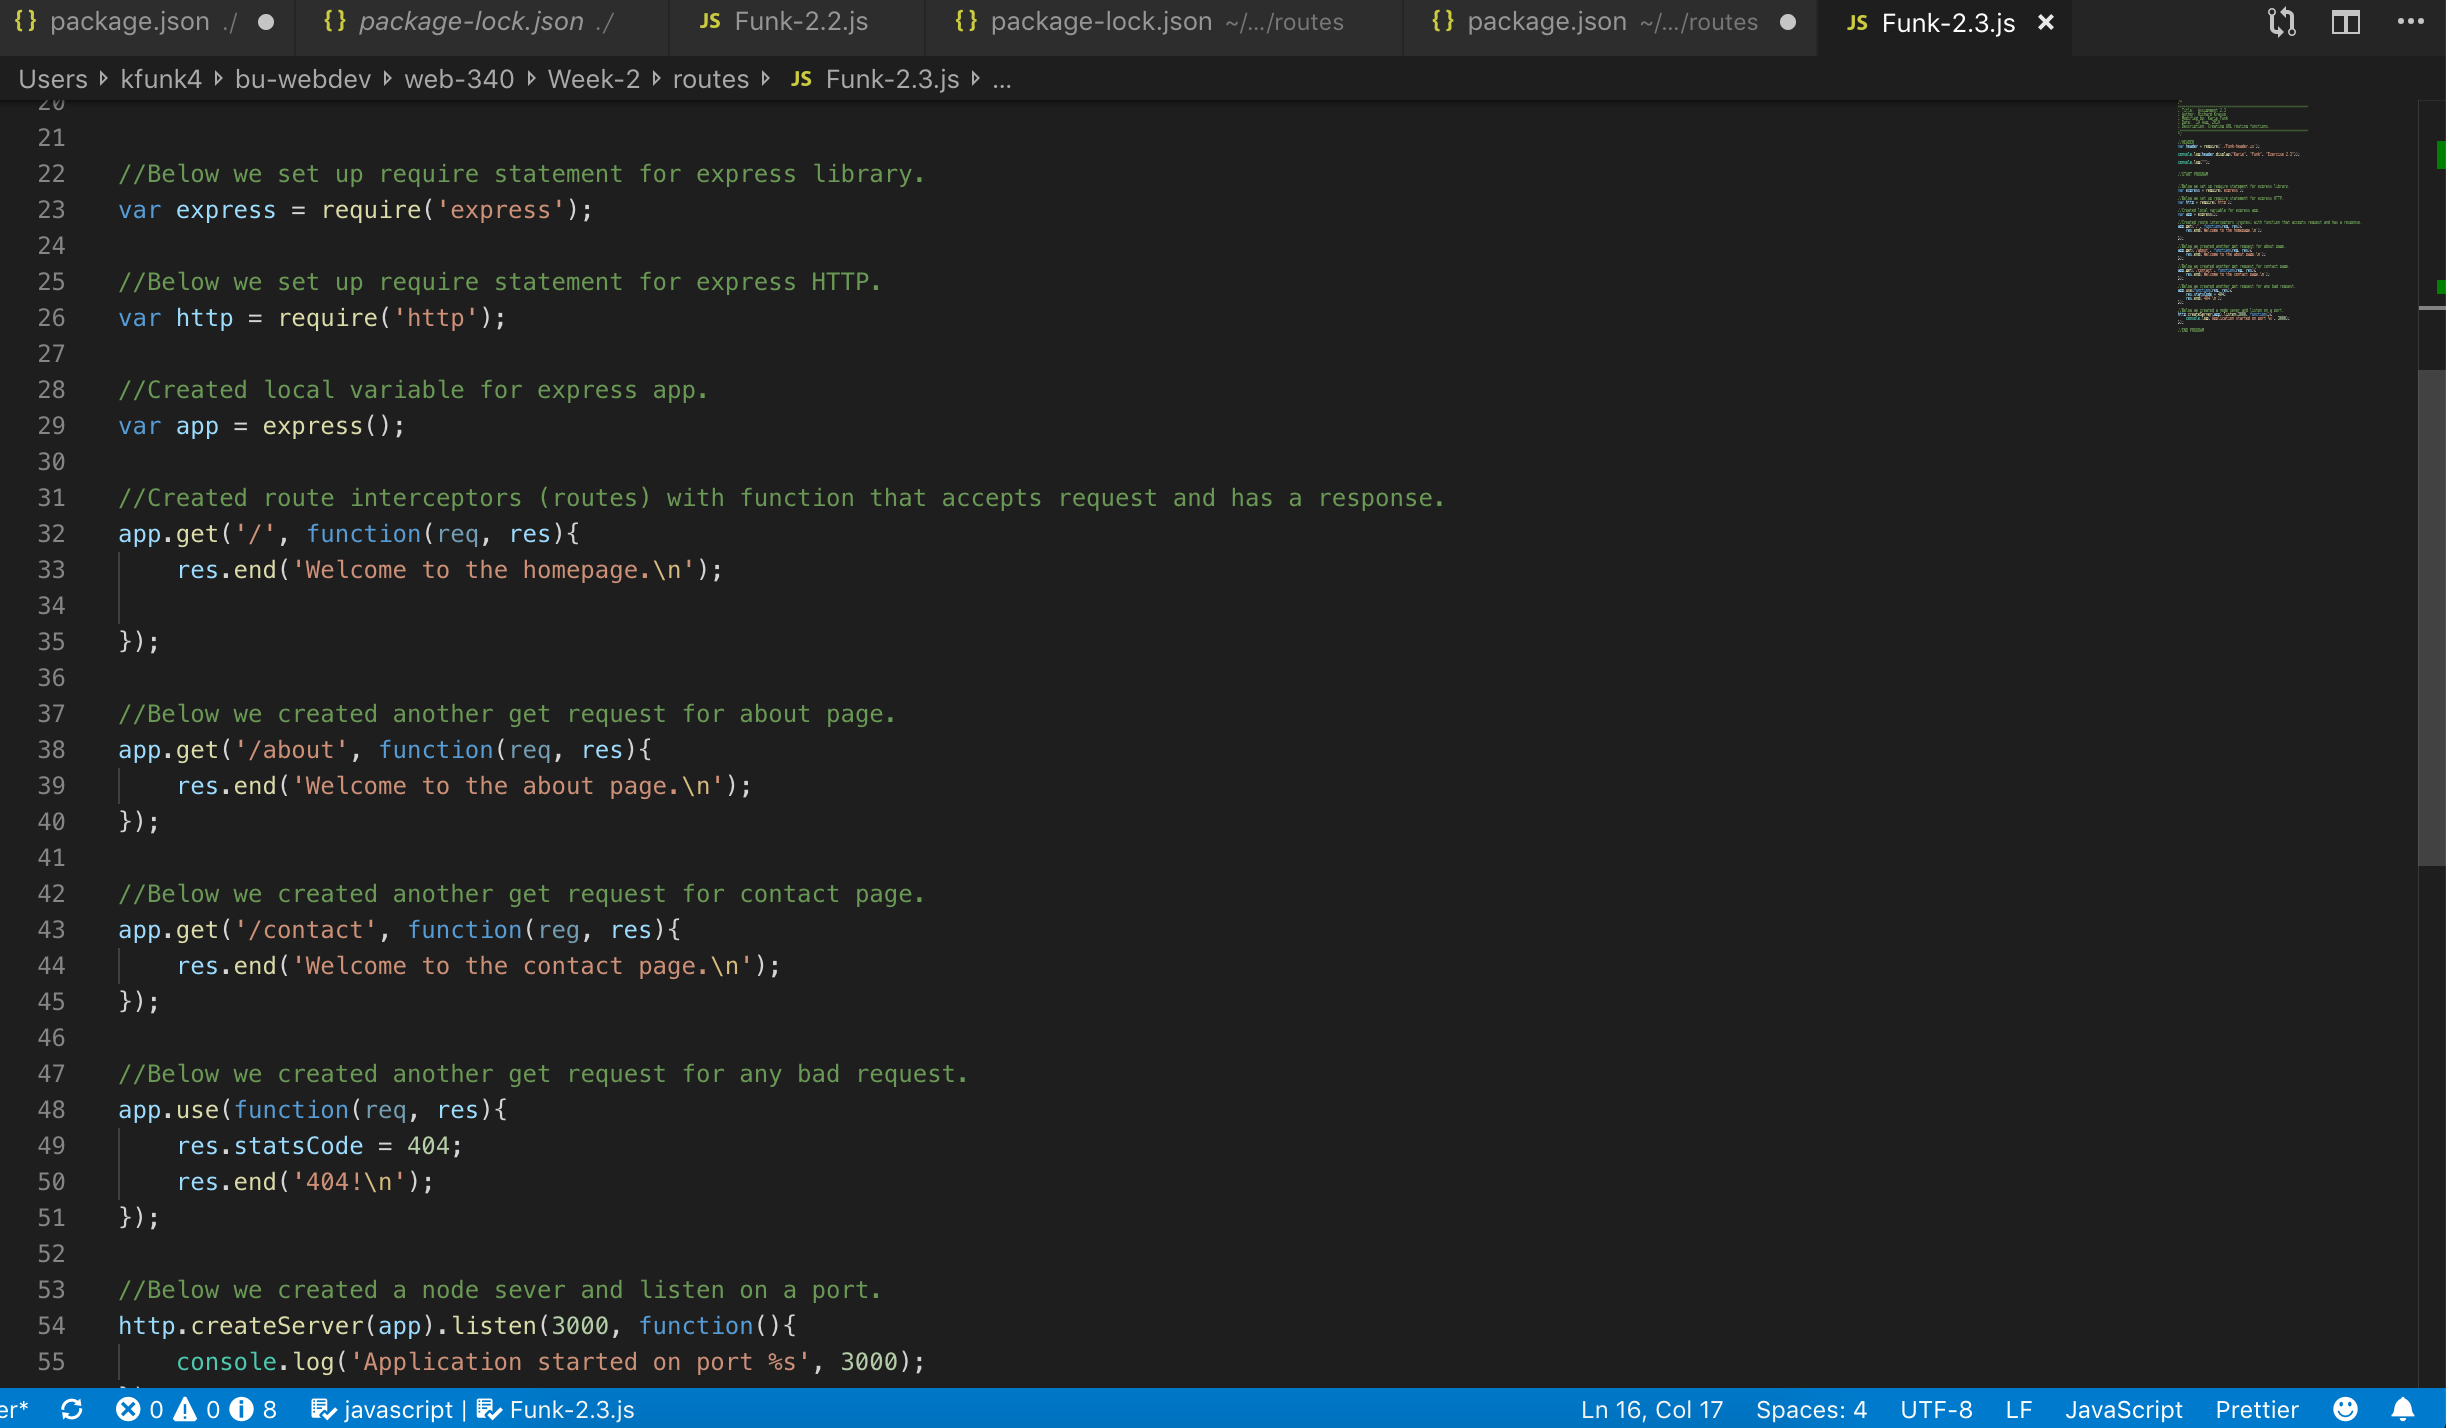 {} package.json ./ ● {} package-lock.json ./ JS Funk-2.2.js {} package-lock.json ~/.../routes {} package.json ~/.../routes ● JS Funk-2.3.js ×
Users kfunk4 bu-webdev web-340 Week-2 routes JS Funk-2.3.js ...
20
21
22 //Below we set up require statement for express library.
23 var express = require('express');
24
25 //Below we set up require statement for express HTTP.
26 var http = require('http');
27
28 //Created local variable for express app.
29 var app = express();
30
31 //Created route interceptors (routes) with function that accepts request and has a response.
32 app.get('/', function(req, res){
33     res.end('Welcome to the homepage.\n');
34
35 });
36
37 //Below we created another get request for about page.
38 app.get('/about', function(req, res){
39     res.end('Welcome to the about page.\n');
40 });
41
42 //Below we created another get request for contact page.
43 app.get('/contact', function(reg, res){
44     res.end('Welcome to the contact page.\n');
45 });
46
47 //Below we created another get request for any bad request.
48 app.use(function(req, res){
49     res.statsCode = 404;
50     res.end('404!\n');
51 });
52
53 //Below we created a node sever and listen on a port.
54 http.createServer(app).listen(3000, function(){
55     console.log('Application started on port %s', 3000);
er* 0 0 8 javascript | Funk-2.3.js Ln 16, Col 17 Spaces: 4 UTF-8 LF JavaScript Prettier